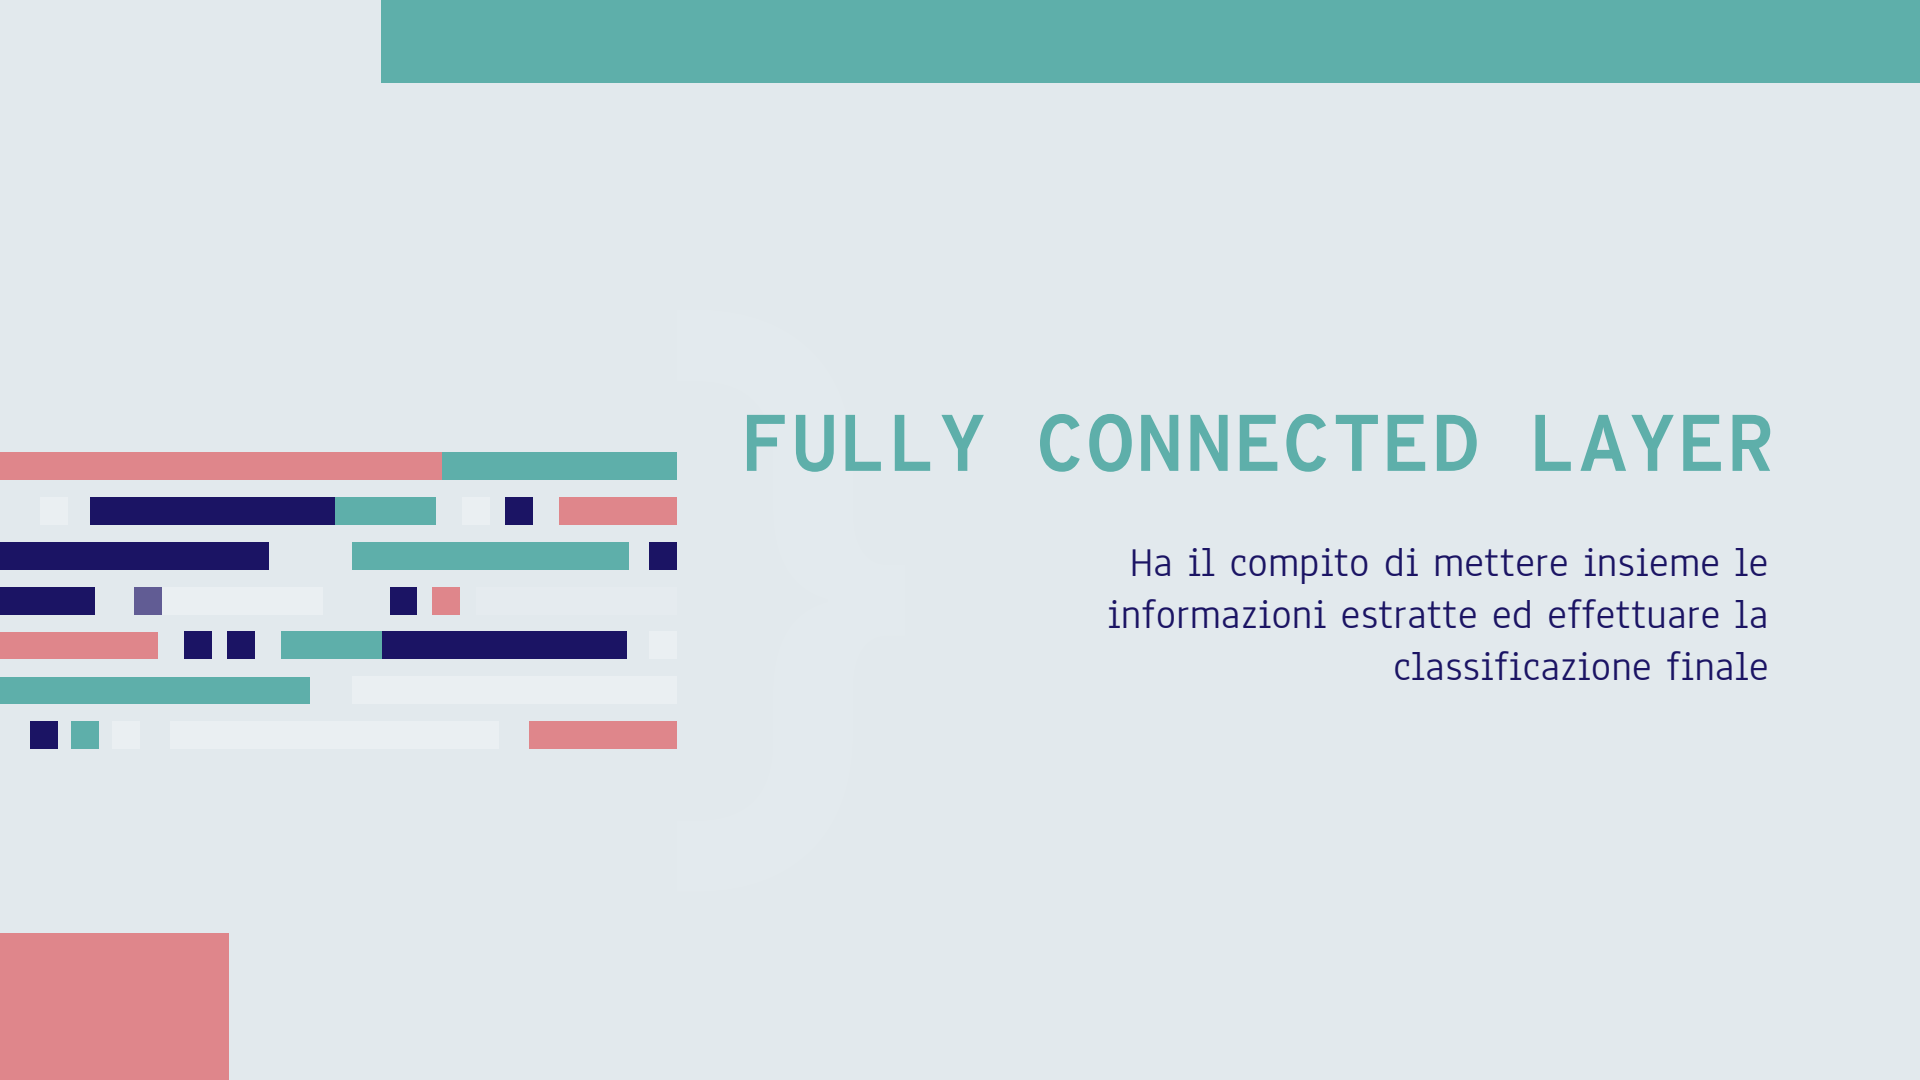 FULLY CONNECTED LAYER
Ha il compito di mettere insieme le
informazioni estratte ed effettuare la
classificazione finale